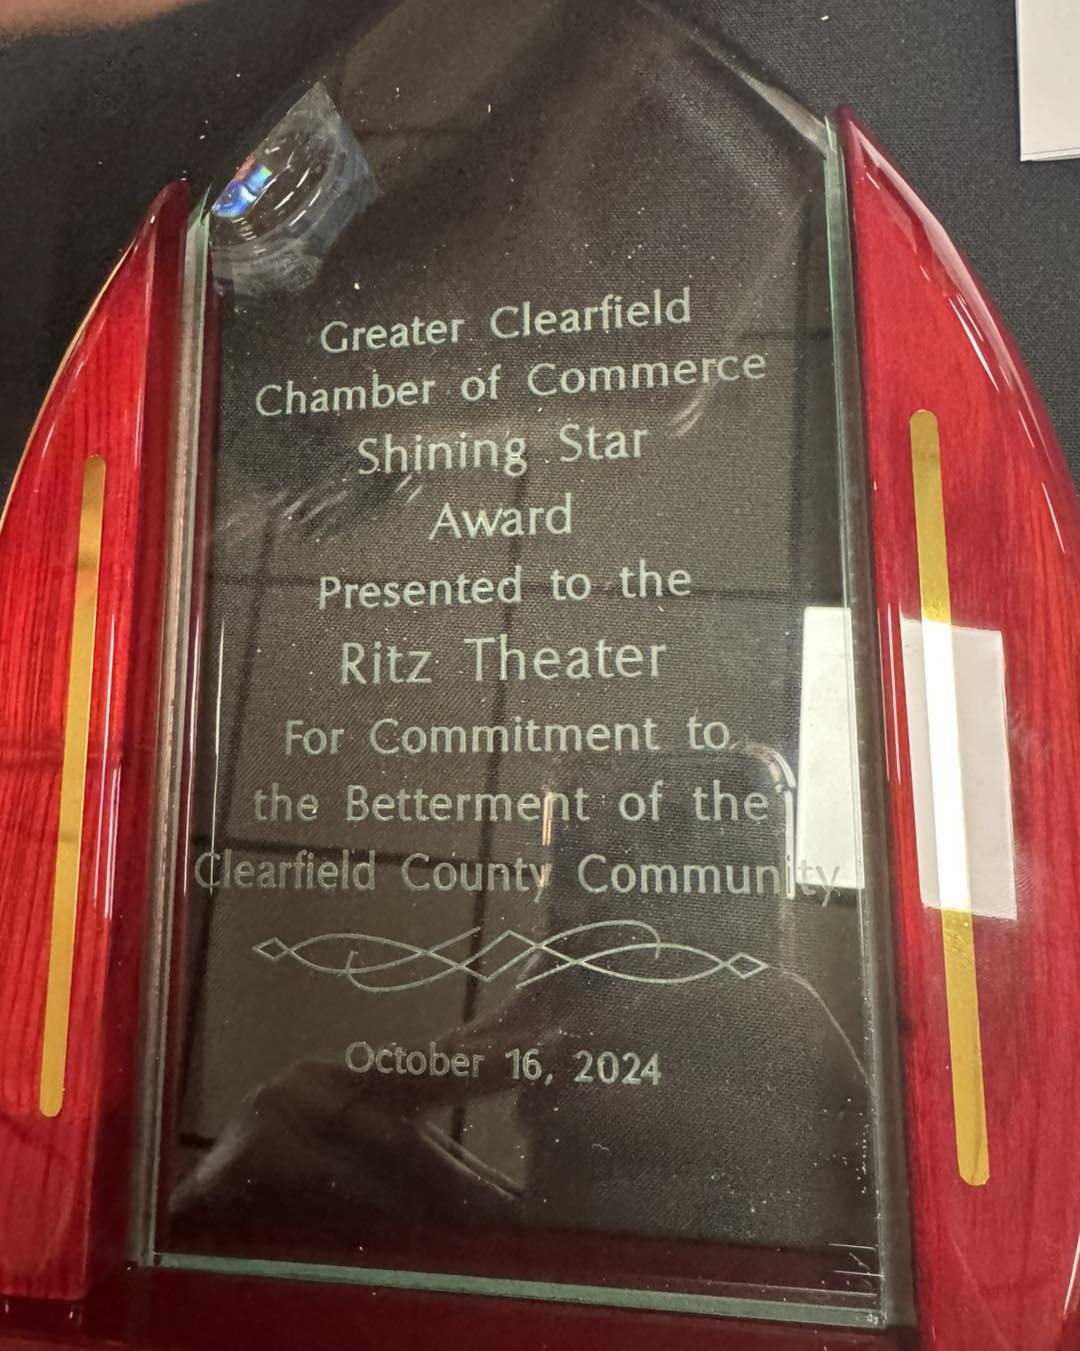 Greater Clearfield
Chamber of Commerce
Shining Star
Award
Presented to the
Ritz Theater
For Commitment to
the Betterment of the
Clearfield County Community
October 16, 2024